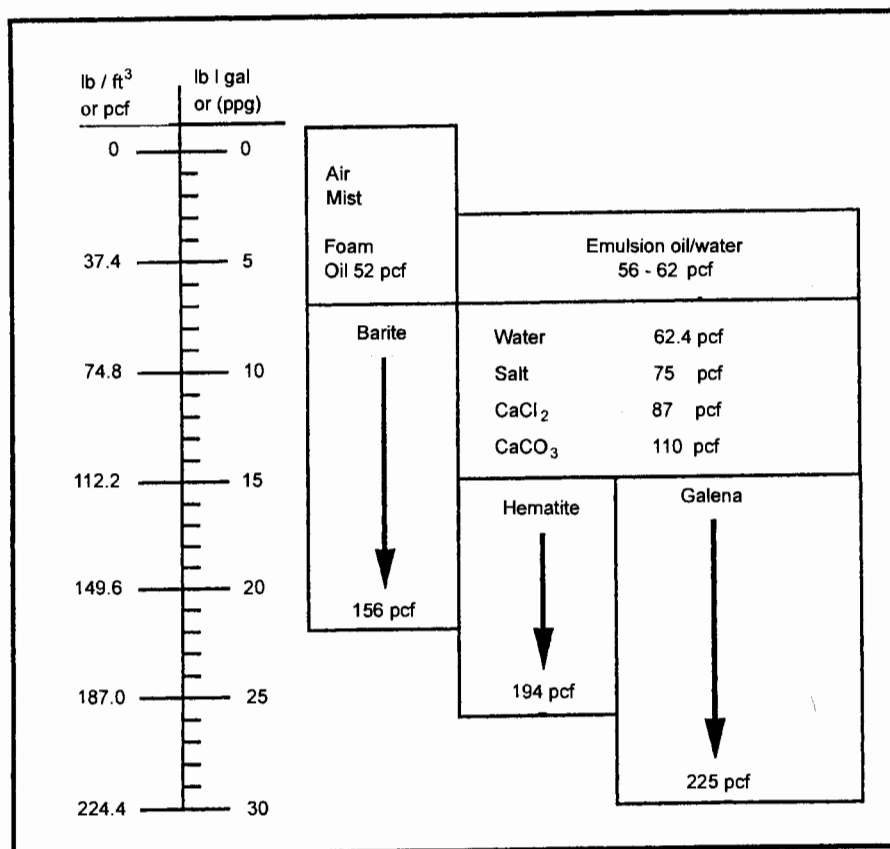 lb / ft³ lb l gal
or pcf or (ppg)
0 0
Air
Mist
Foam
Oil 52 pcf
Emulsion oil/water
56 - 62 pcf
37.4 5
Barite
Water 62.4 pcf
Salt 75 pcf
CaCl₂ 87 pcf
CaCO₃ 110 pcf
74.8 10
112.2 15
Hematite
Galena
149.6 20
156 pcf
187.0 25
194 pcf
225 pcf
224.4 30